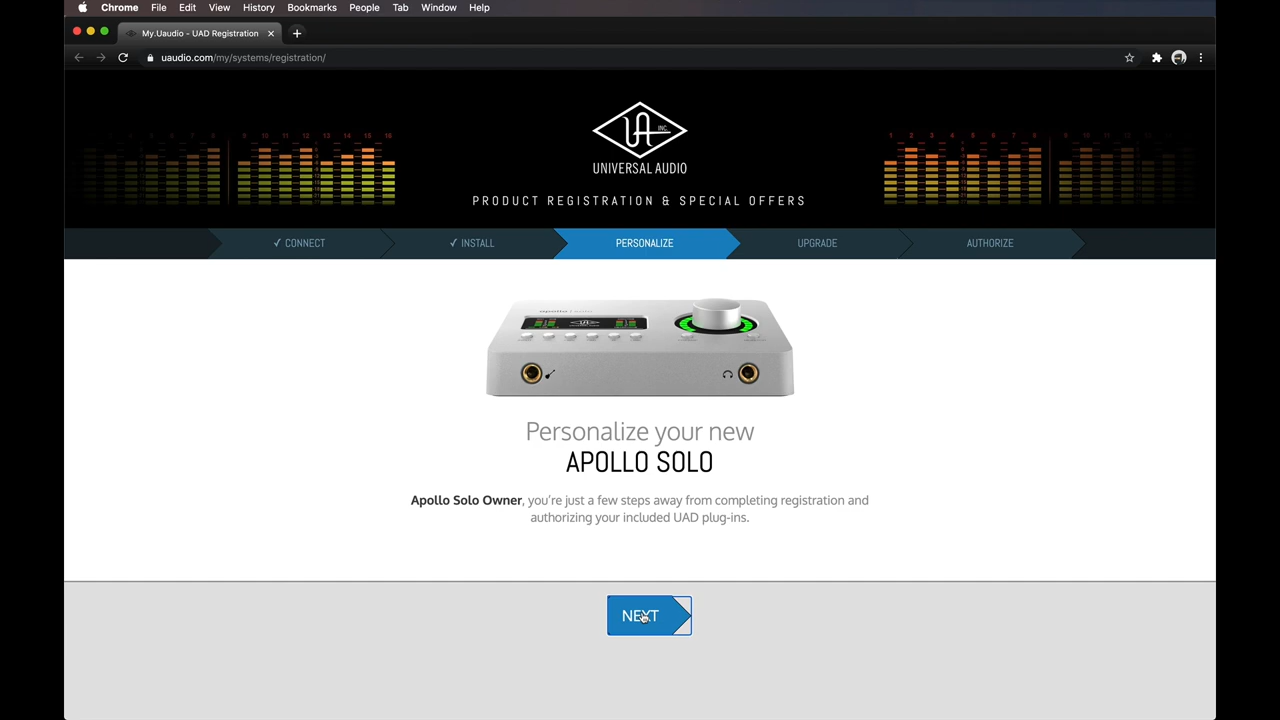 Chrome File Edit View History Bookmarks People Tab Window Help
My.Uaudio - UAD Registration
uaudio.com/my/systems/registration/
UA INC.
UNIVERSAL AUDIO
PRODUCT REGISTRATION & SPECIAL OFFERS
✓ CONNECT ✓ INSTALL PERSONALIZE UPGRADE AUTHORIZE
Personalize your new
APOLLO SOLO
Apollo Solo Owner, you're just a few steps away from completing registration and
authorizing your included UAD plug-ins.
NEXT